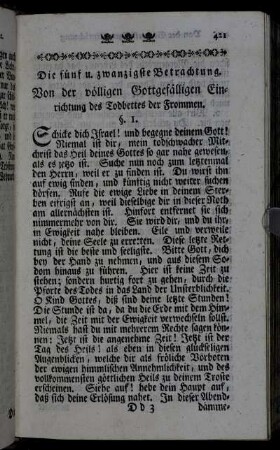 421
Die fünf u. zwanzigste Betrachtung.
Von der völligen Gottgefälligen Ein-
richtung des Todbettes der Frommen.
§. 1.
Schicke dich Israel! und begegne deinem Gott!
Niemal ist dir, mein todschwacher Mit-
christ das Heil deines Gottes so gar nahe gewesen,
als es jetzo ist. Suche nun noch zum letztenmal
den Herrn, weil er zu finden ist. Du wirst ihn
auf ewig finden, und künftig nicht weiter suchen
dörfen. Rufe die ewige Liebe in deinem Ster-
ben eifrigst an, weil dieselbige dir in dieser Noth
am allernächsten ist. Hinfort entfernet sie sich
nimmermehr von dir. Sie wird dir, und du ihr,
in Ewigkeit nahe bleiben. Eile und verweile
nicht, deine Seele zu erretten. Diese letzte Ret-
tung ist die beste und seeligste. Bitte Gott, dich
bey der Hand zu nehmen, und aus diesem So-
dom hinaus zu führen. Hier ist keine Zeit zu
stehen; sondern hurtig fort zu gehen, durch die
Pforte des Todes in das Land der Unsterblichkeit.
O Kind Gottes, diß sind deine letzte Stunden!
Die Stunde ist da, da du die Erde mit dem Him-
mel, die Zeit mit der Ewigkeit verwechseln sollst.
Niemals hast du mit mehrerem Rechte sagen kön-
nen: Jetzt ist die angenehme Zeit! Jetzt ist der
Tag des Heils! als eben in diesen glückseligen
Augenblicken, welche dir als fröliche Vorboten
der ewigen himmlischen Annehmlichkeit, und des
vollkommensten göttlichen Heils zu deinem Troste
erscheinen. Siehe auf! hebe dein Haupt auf,
daß sich deine Erlösung nahet. In dieser Abend-
D d 3 dämme-